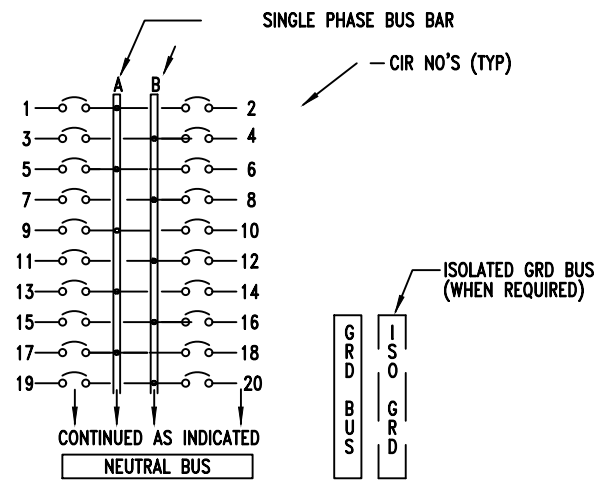 SINGLE PHASE BUS BAR
CIR NO'S (TYP)
A B
1 2
3 4
5 6
7 8
9 10
11 12
13 14
15 16
17 18
19 20
CONTINUED AS INDICATED
NEUTRAL BUS
ISOLATED GRD BUS
(WHEN REQUIRED)
GRD BUS
ISO GRD